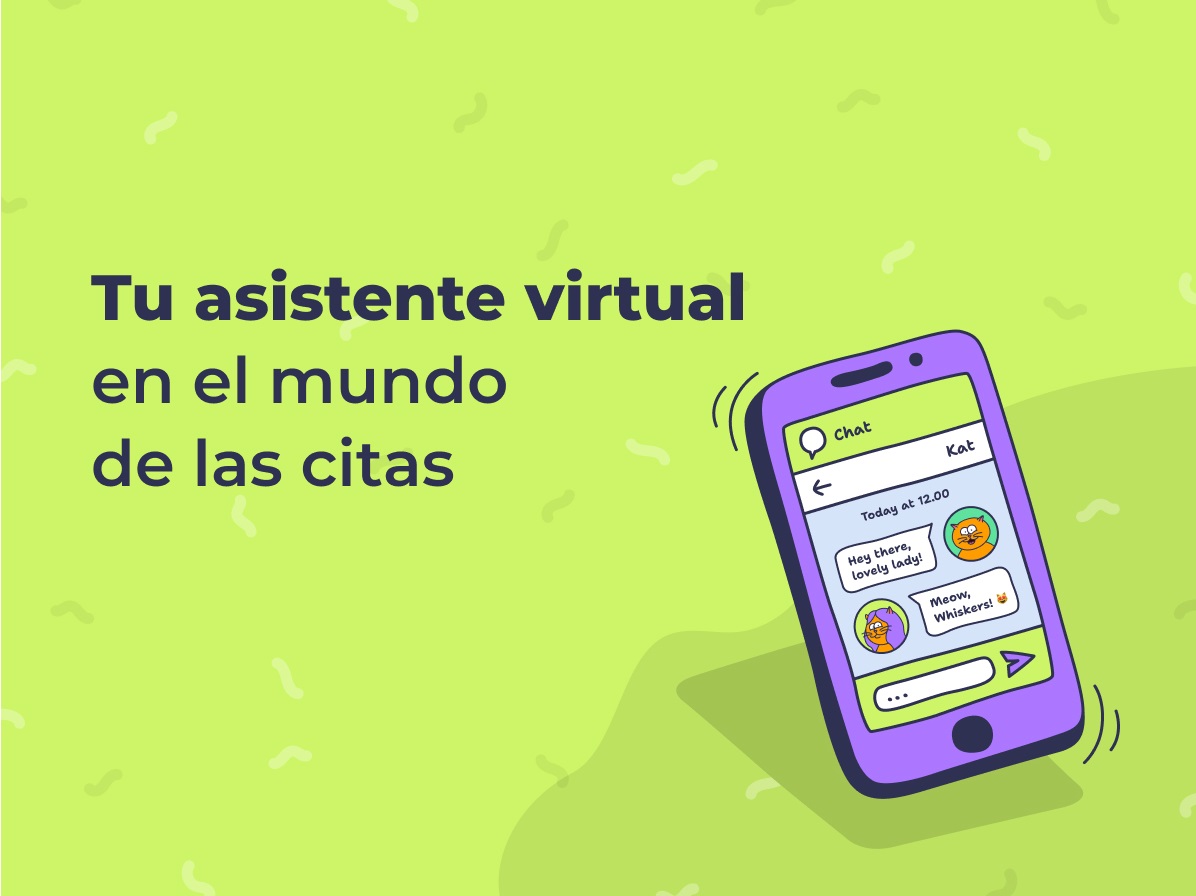 Tu asistente virtual
en el mundo
de las citas
Chat
Kat
Today at 12.00
Hey there,
lovely lady!
Meow,
Whiskers! 😺
...